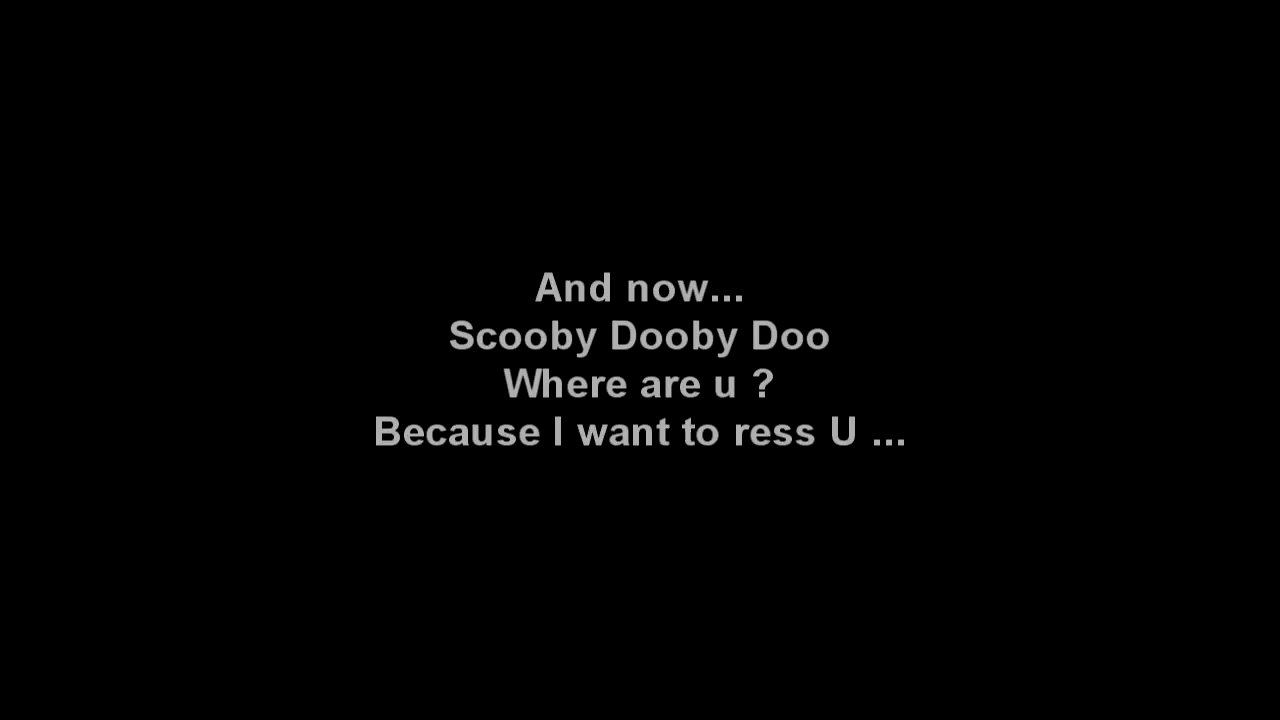 And now...
Scooby Dooby Doo
Where are u ?
Because I want to ress U ...